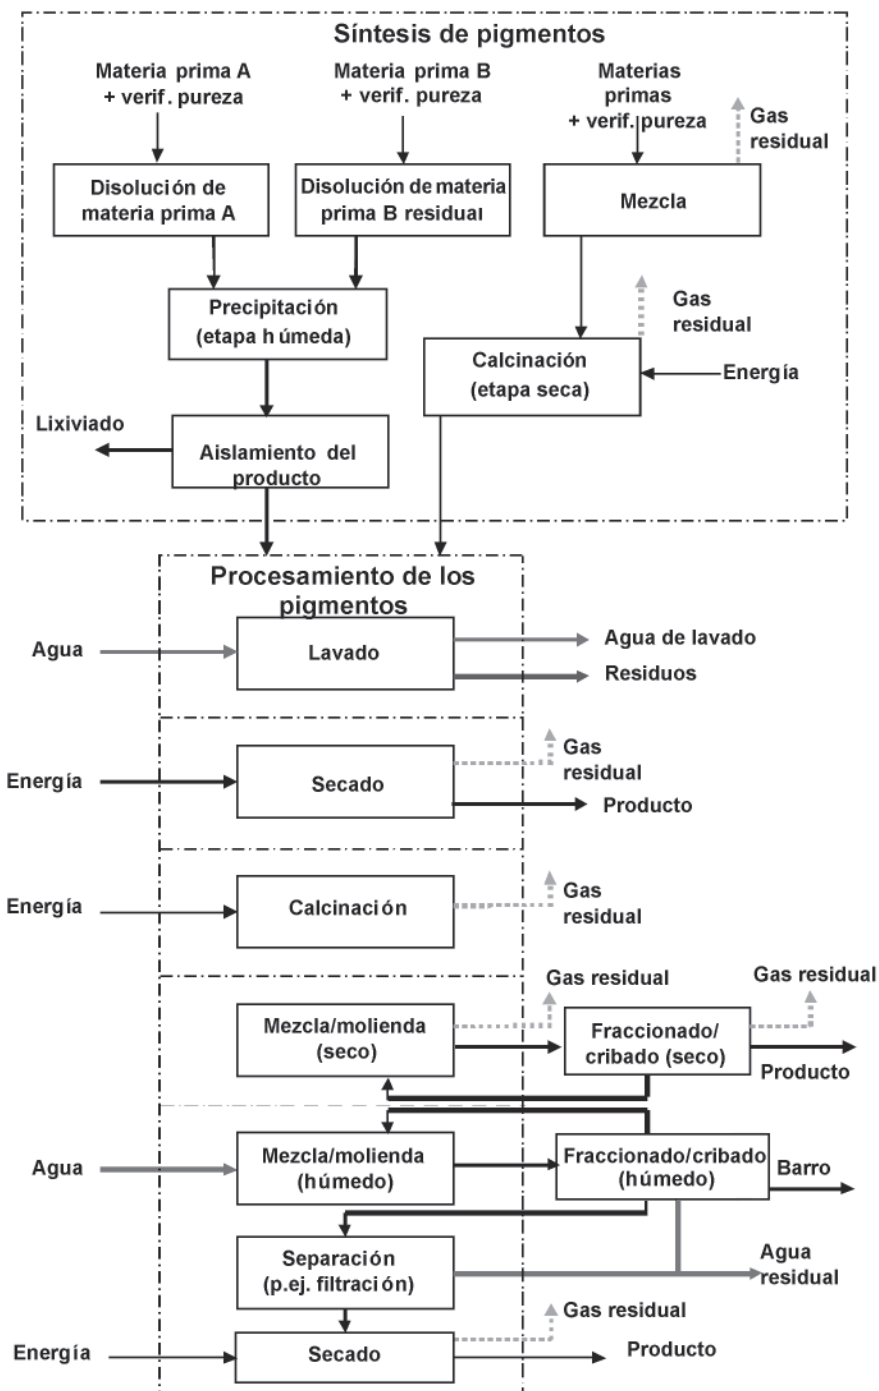 Síntesis de pigmentos
Materia prima A
+ verif. pureza
Materia prima B
+ verif. pureza
Materias
primas
+ verif. pureza
Gas
residual
Disolución de
materia prima A
Disolución de materia
prima B residual
Mezcla
Precipitación
(etapa h úmeda)
Gas
residual
Calcinación
(etapa seca)
Energía
Lixiviado
Aislamiento del
producto
Procesamiento de los
pigmentos
Agua
Lavado
Agua de lavado
Residuos
Energía
Secado
Gas
residual
Producto
Energía
Calcinación
Gas
residual
Mezcla/molienda
(seco)
Gas residual
Fraccionado/
cribado (seco)
Gas residual
Producto
Agua
Mezcla/molienda
(húmedo)
Fraccionado/cribado
(húmedo)
Barro
Separación
(p.ej. filtración)
Agua
residual
Energía
Secado
Gas residual
Producto